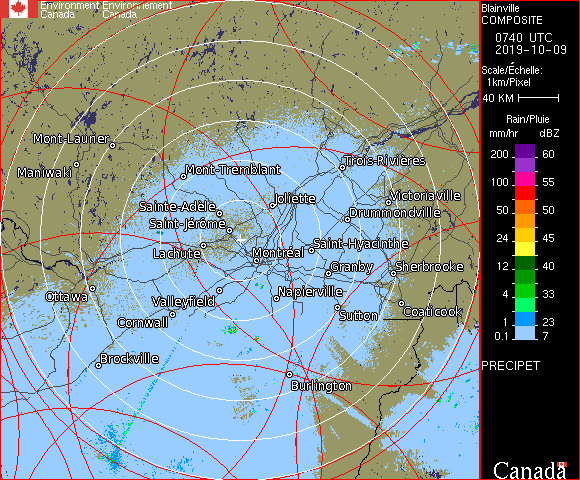 Environment Environnement
Canada Canada
Blainville
COMPOSITE
0740 UTC
2019-10-09
Scale/Échelle:
1km/Pixel
40 KM
Rain/Pluie
mm/hr dBZ
200 60
100 55
50 50
24 45
12 40
4 33
1 23
0.1 7
PRECIPET
Canada
Mont-Laurier
Maniwaki
Mont-Tremblant
Trois-Rivières
Sainte-Adèle
Joliette
Victoriaville
Drummondville
Saint-Jérôme
Lachute
Montréal
Saint-Hyacinthe
Granby
Sherbrooke
Ottawa
Valleyfield
Napierville
Cornwall
Sutton
Coaticook
Brockville
Burlington